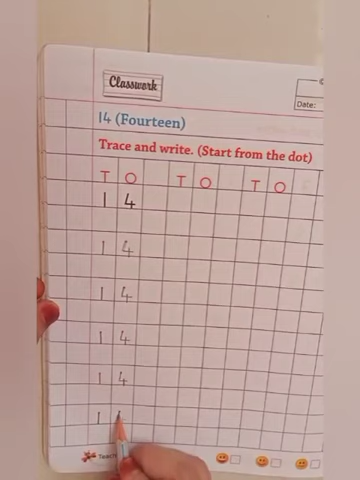 Classwork
Date:
14 (Fourteen)
Trace and write. (Start from the dot)
T O T O T O
1 4
1 4
1 4
1 4
1 4
1